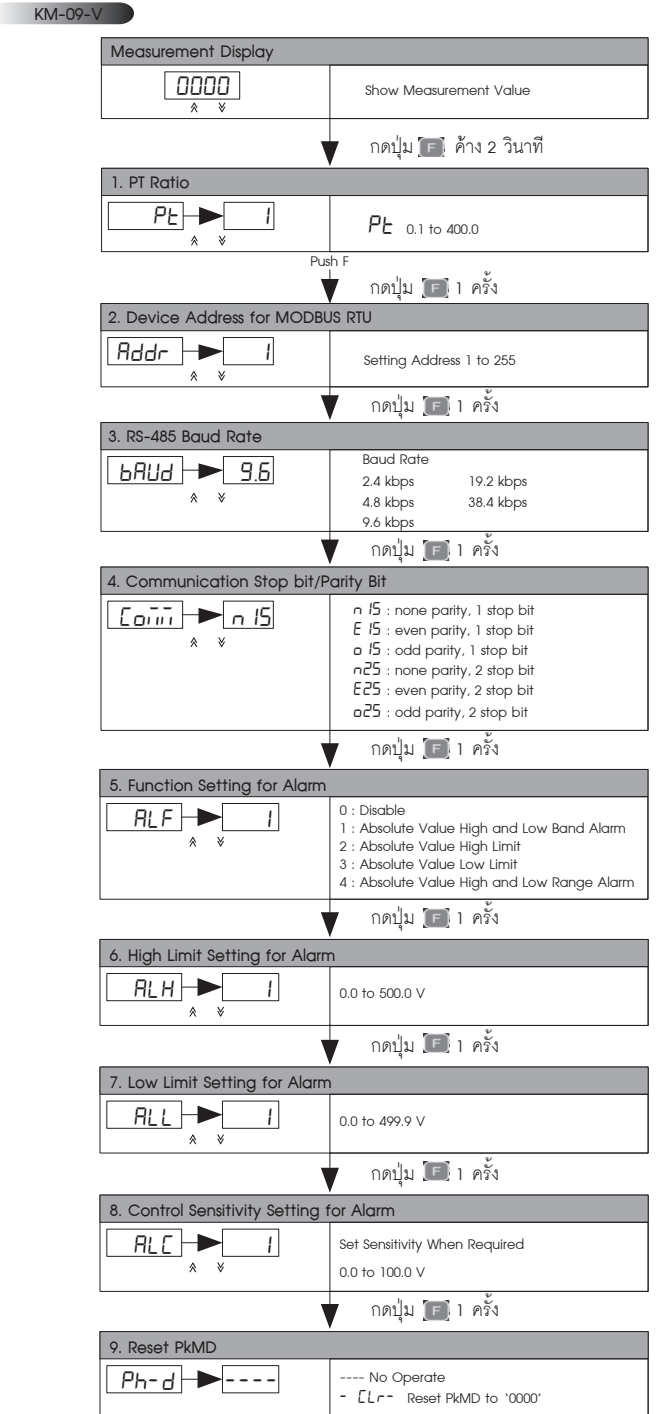 KM-09-V
Measurement Display
0000
Show Measurement Value
กดปุ่ม F ค้าง 2 วินาที
1. PT Ratio
Pt 1
Pt 0.1 to 400.0
Push F
กดปุ่ม F 1 ครั้ง
2. Device Address for MODBUS RTU
Addr 1
Setting Address 1 to 255
กดปุ่ม F 1 ครั้ง
3. RS-485 Baud Rate
bAUd 9.6
Baud Rate
2.4 kbps 19.2 kbps
4.8 kbps 38.4 kbps
9.6 kbps
กดปุ่ม F 1 ครั้ง
4. Communication Stop bit/Parity Bit
Comm n1S
n1S : none parity, 1 stop bit
E1S : even parity, 1 stop bit
o1S : odd parity, 1 stop bit
n2S : none parity, 2 stop bit
E2S : even parity, 2 stop bit
o2S : odd parity, 2 stop bit
กดปุ่ม F 1 ครั้ง
5. Function Setting for Alarm
ALF 1
0 : Disable
1 : Absolute Value High and Low Band Alarm
2 : Absolute Value High Limit
3 : Absolute Value Low Limit
4 : Absolute Value High and Low Range Alarm
กดปุ่ม F 1 ครั้ง
6. High Limit Setting for Alarm
ALH 1
0.0 to 500.0 V
กดปุ่ม F 1 ครั้ง
7. Low Limit Setting for Alarm
ALL 1
0.0 to 499.9 V
กดปุ่ม F 1 ครั้ง
8. Control Sensitivity Setting for Alarm
ALC 1
Set Sensitivity When Required
0.0 to 100.0 V
กดปุ่ม F 1 ครั้ง
9. Reset PkMD
Ph-d ----
---- No Operate
- CLr- Reset PkMD to ‘0000’